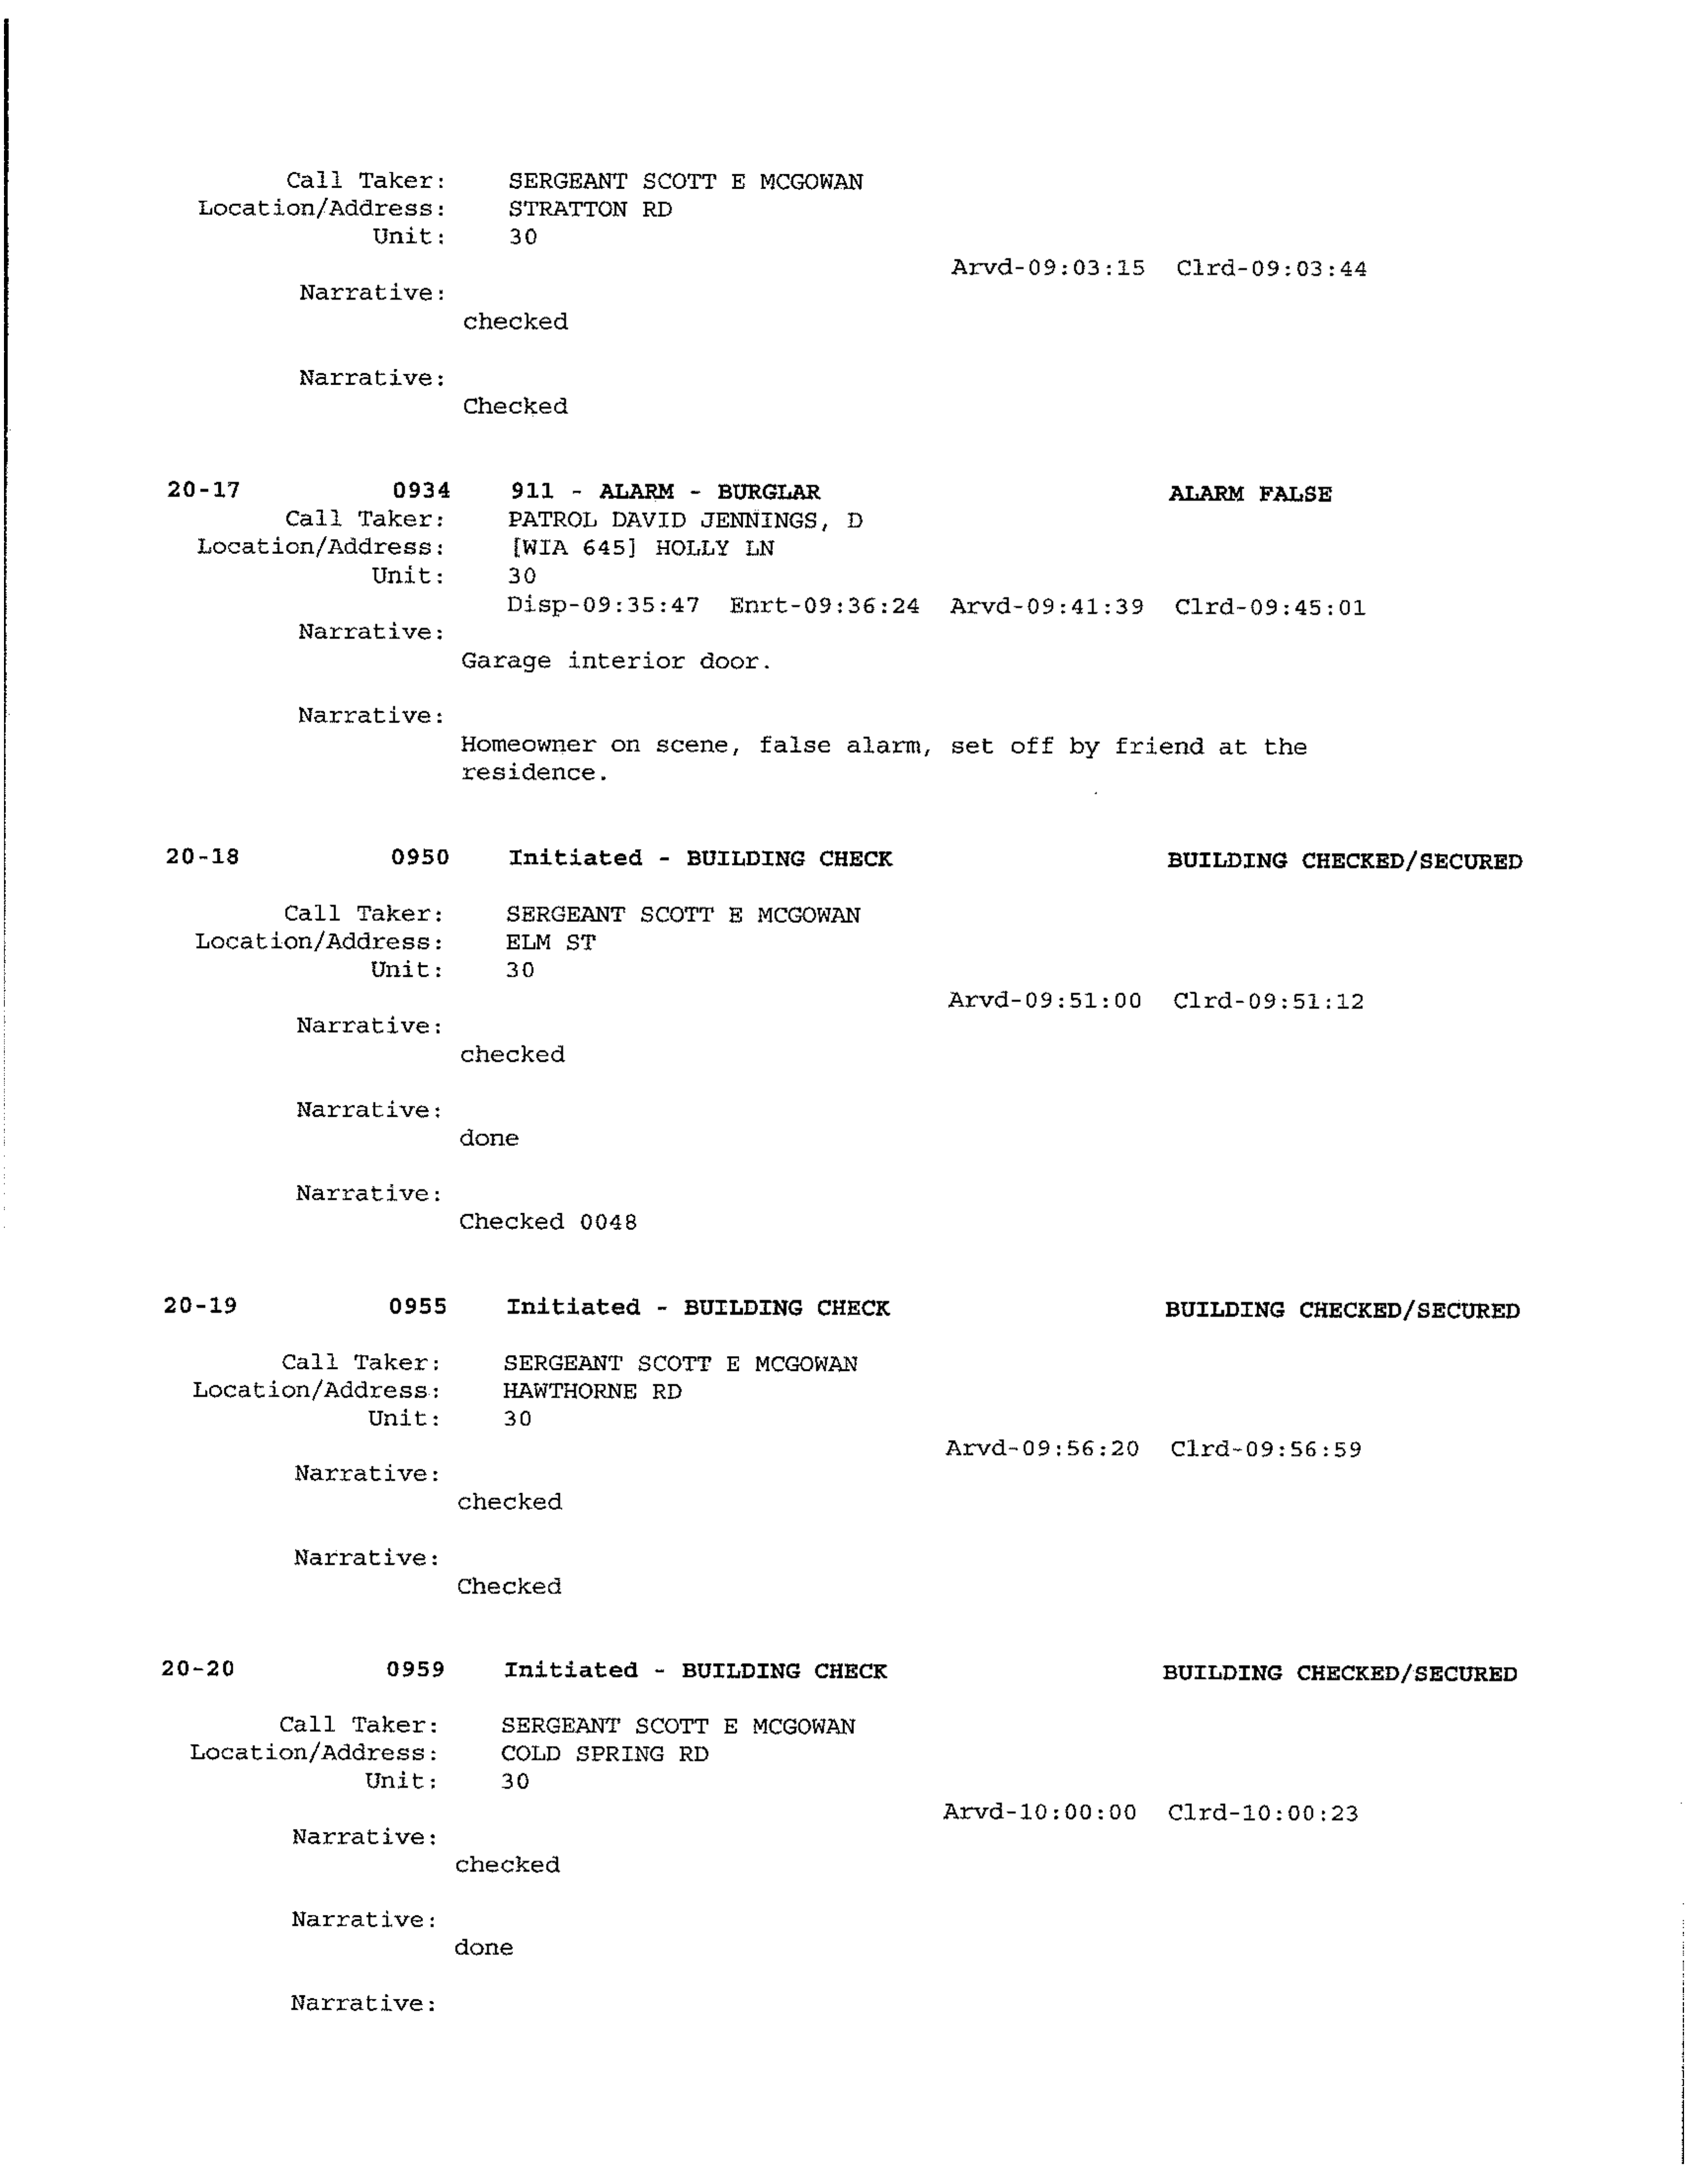 Call Taker: SERGEANT SCOTT E MCGOWAN
Location/Address: STRATTON RD
Unit: 30
Arvd-09:03:15 Clrd-09:03:44
Narrative:
checked
Narrative:
Checked
20-17 0934 911 - ALARM - BURGLAR ALARM FALSE
Call Taker: PATROL DAVID JENNINGS, D
Location/Address: [WIA 645] HOLLY LN
Unit: 30
Disp-09:35:47 Enrt-09:36:24 Arvd-09:41:39 Clrd-09:45:01
Narrative:
Garage interior door.
Narrative:
Homeowner on scene, false alarm, set off by friend at the
residence.
20-18 0950 Initiated - BUILDING CHECK BUILDING CHECKED/SECURED
Call Taker: SERGEANT SCOTT E MCGOWAN
Location/Address: ELM ST
Unit: 30
Arvd-09:51:00 Clrd-09:51:12
Narrative:
checked
Narrative:
done
Narrative:
Checked 0048
20-19 0955 Initiated - BUILDING CHECK BUILDING CHECKED/SECURED
Call Taker: SERGEANT SCOTT E MCGOWAN
Location/Address: HAWTHORNE RD
Unit: 30
Arvd-09:56:20 Clrd-09:56:59
Narrative:
checked
Narrative:
Checked
20-20 0959 Initiated - BUILDING CHECK BUILDING CHECKED/SECURED
Call Taker: SERGEANT SCOTT E MCGOWAN
Location/Address: COLD SPRING RD
Unit: 30
Arvd-10:00:00 Clrd-10:00:23
Narrative:
checked
Narrative:
done
Narrative: